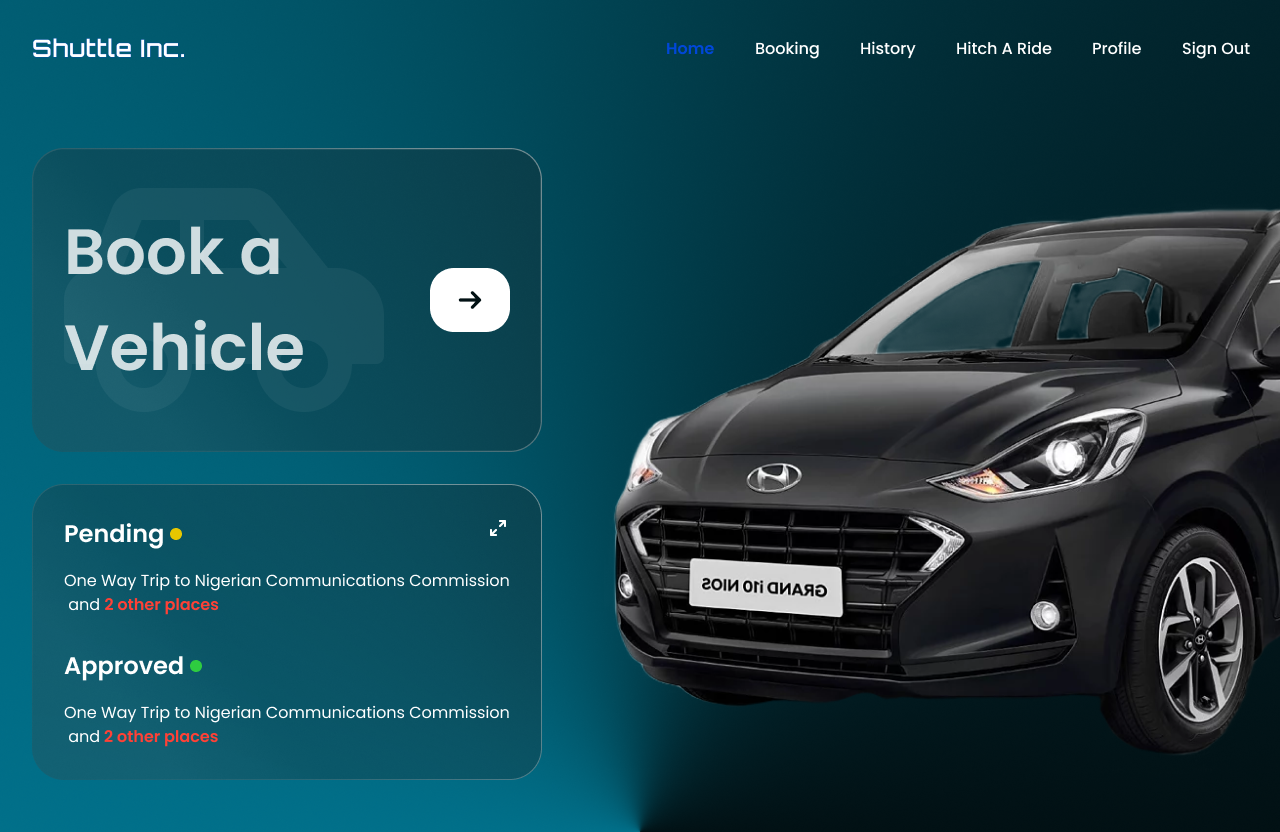 Shuttle Inc.
Home Booking History Hitch A Ride Profile Sign Out
Book a
Vehicle
Pending
One Way Trip to Nigerian Communications Commission
and 2 other places
Approved
One Way Trip to Nigerian Communications Commission
and 2 other places
GRAND i10 NIOS